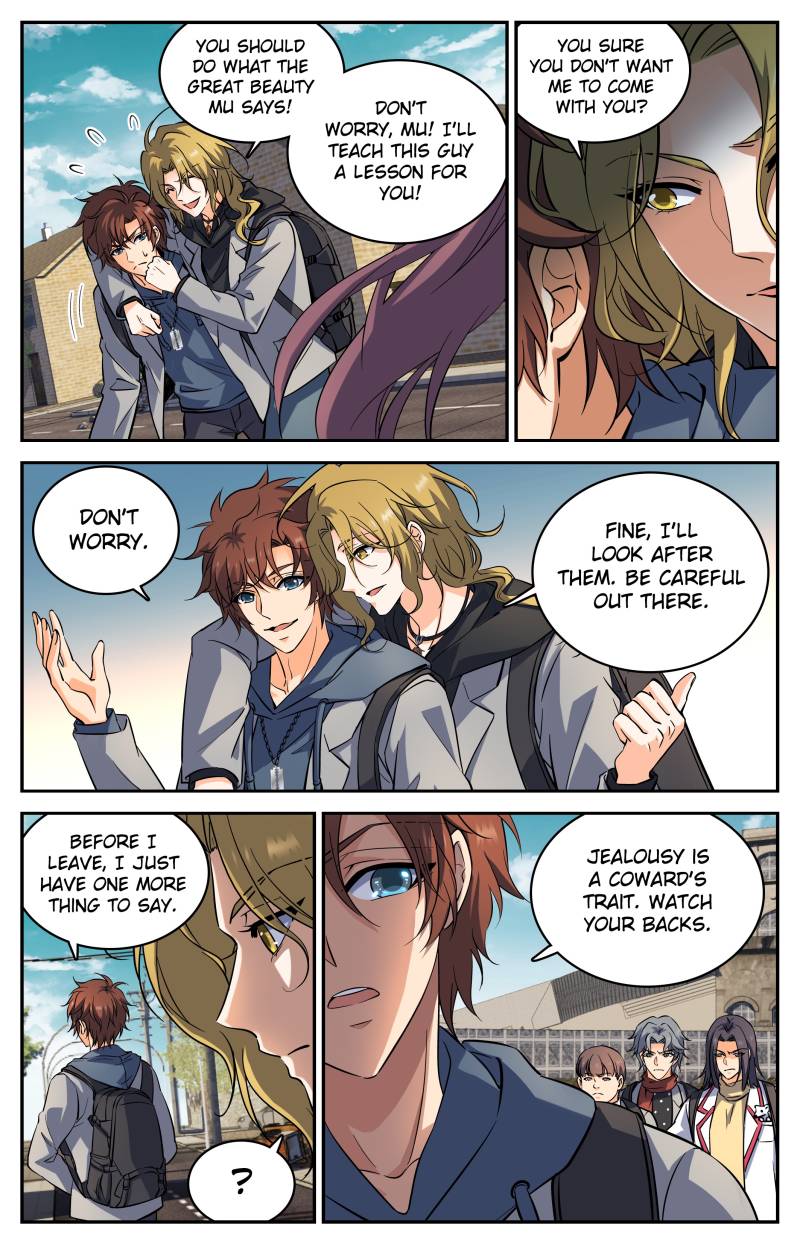 YOU SHOULD
DO WHAT THE
GREAT BEAUTY
MU SAYS!
DON'T
WORRY, MU! I'LL
TEACH THIS GUY
A LESSON FOR
YOU!
YOU SURE
YOU DON'T WANT
ME TO COME
WITH YOU?
DON'T
WORRY.
FINE, I'LL
LOOK AFTER
THEM. BE CAREFUL
OUT THERE.
BEFORE I
LEAVE, I JUST
HAVE ONE MORE
THING TO SAY.
?
JEALOUSY IS
A COWARD'S
TRAIT. WATCH
YOUR BACKS.